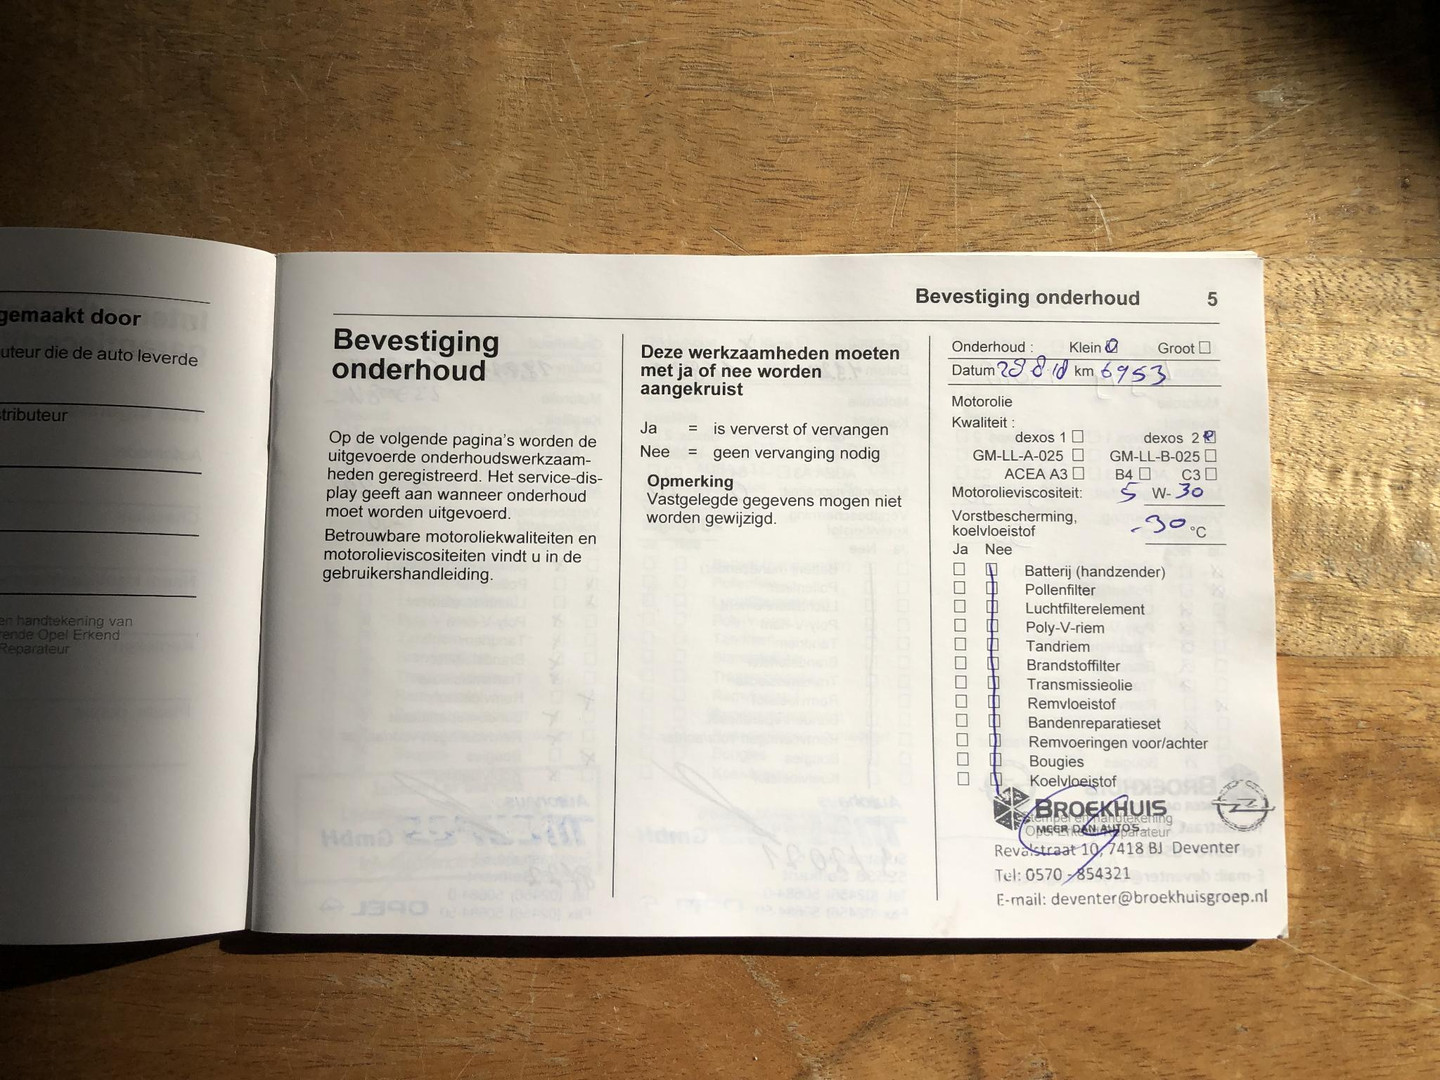 gemaakt door
uteur die de auto leverde
tributeur
en handtekening van
rende Opel Erkend
Reparateur
Bevestiging onderhoud 5
Bevestiging
onderhoud
Op de volgende pagina's worden de
uitgevoerde onderhoudswerkzaam-
heden geregistreerd. Het service-dis-
play geeft aan wanneer onderhoud
moet worden uitgevoerd.
Betrouwbare motoroliekwaliteiten en
motorolieviscositeiten vindt u in de
gebruikershandleiding.
Deze werkzaamheden moeten
met ja of nee worden
aangekruist
Ja = is ververst of vervangen
Nee = geen vervanging nodig
Opmerking
Vastgelegde gegevens mogen niet
worden gewijzigd.
Onderhoud : Klein Groot
Datum km 6953
Motorolie
Kwaliteit :
dexos 1 dexos 2
GM-LL-A-025 GM-LL-B-025
ACEA A3 B4 C3
Motorolieviscositeit: 5 W- 30
Vorstbescherming,
koelvloeistof -30 °C
Ja Nee
Batterij (handzender)
Pollenfilter
Luchtfilterelement
Poly-V-riem
Tandriem
Brandstoffilter
Transmissieolie
Remvloeistof
Bandenreparatieset
Remvoeringen voor/achter
Bougies
Koelvloeistof
BROEKHUIS
Stempel en handtekening
MEER DAN AUTOS
Opel Erkend Reparateur
Revalstraat 10, 7418 BJ Deventer
Tel: 0570 - 854321
E-mail: deventer@broekhuisgroep.nl